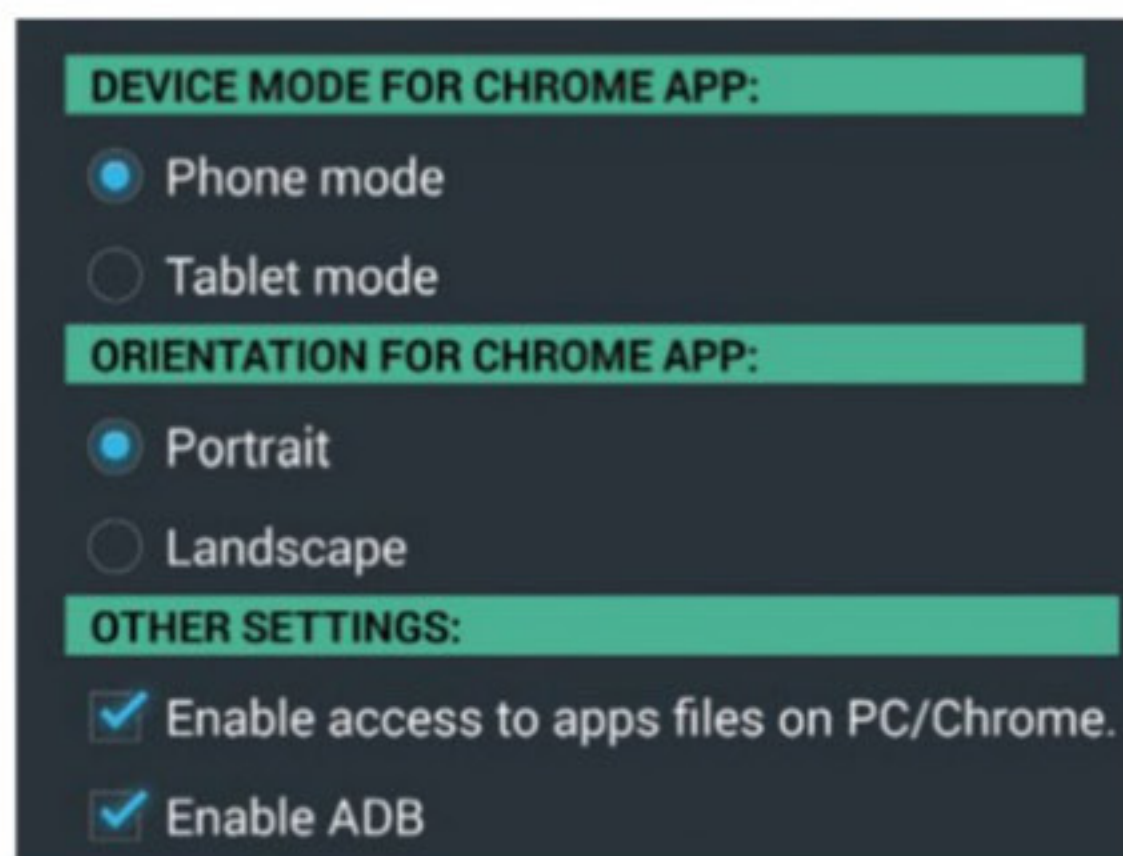 DEVICE MODE FOR CHROME APP:
Phone mode
Tablet mode
ORIENTATION FOR CHROME APP:
Portrait
Landscape
OTHER SETTINGS:
Enable access to apps files on PC/Chrome.
Enable ADB